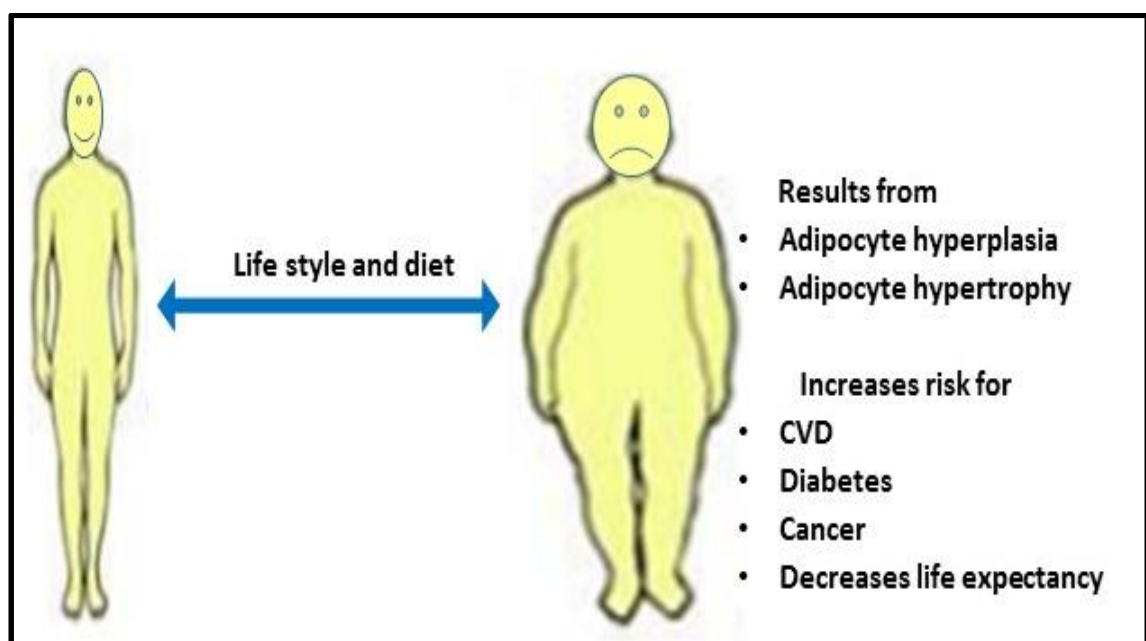 Life style and diet
Results from
• Adipocyte hyperplasia
• Adipocyte hypertrophy
Increases risk for
• CVD
• Diabetes
• Cancer
• Decreases life expectancy